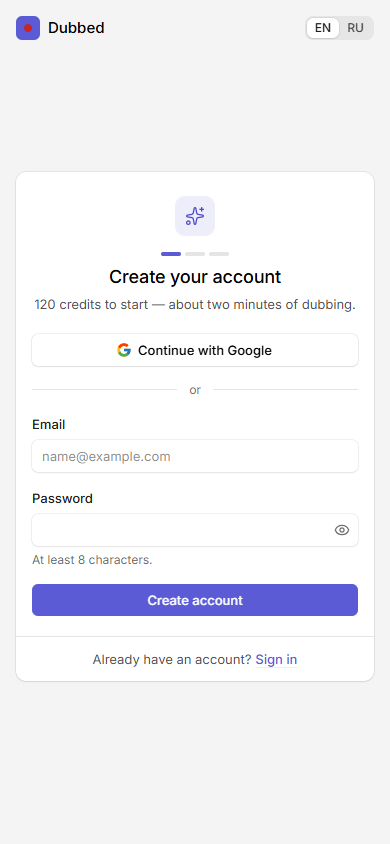 Dubbed
EN RU
Create your account
120 credits to start — about two minutes of dubbing.
Continue with Google
or
Email
name@example.com
Password
At least 8 characters.
Create account
Already have an account? Sign in